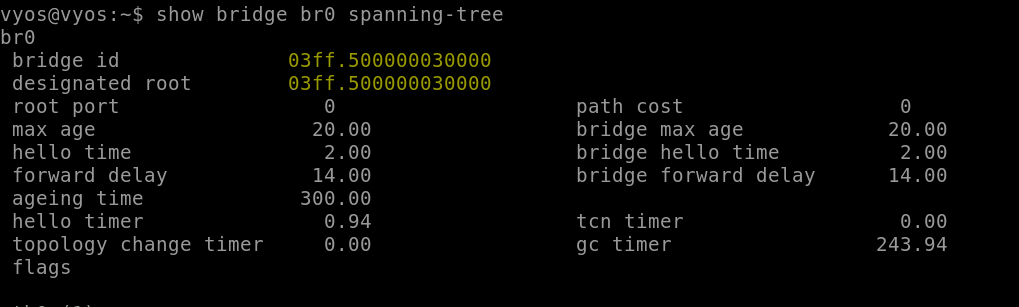 vyos@vyos:~$ show bridge br0 spanning-tree
br0
bridge id 03ff.500000030000
designated root 03ff.500000030000
root port 0 path cost 0
max age 20.00 bridge max age 20.00
hello time 2.00 bridge hello time 2.00
forward delay 14.00 bridge forward delay 14.00
ageing time 300.00
hello timer 0.94 tcn timer 0.00
topology change timer 0.00 gc timer 243.94
flags